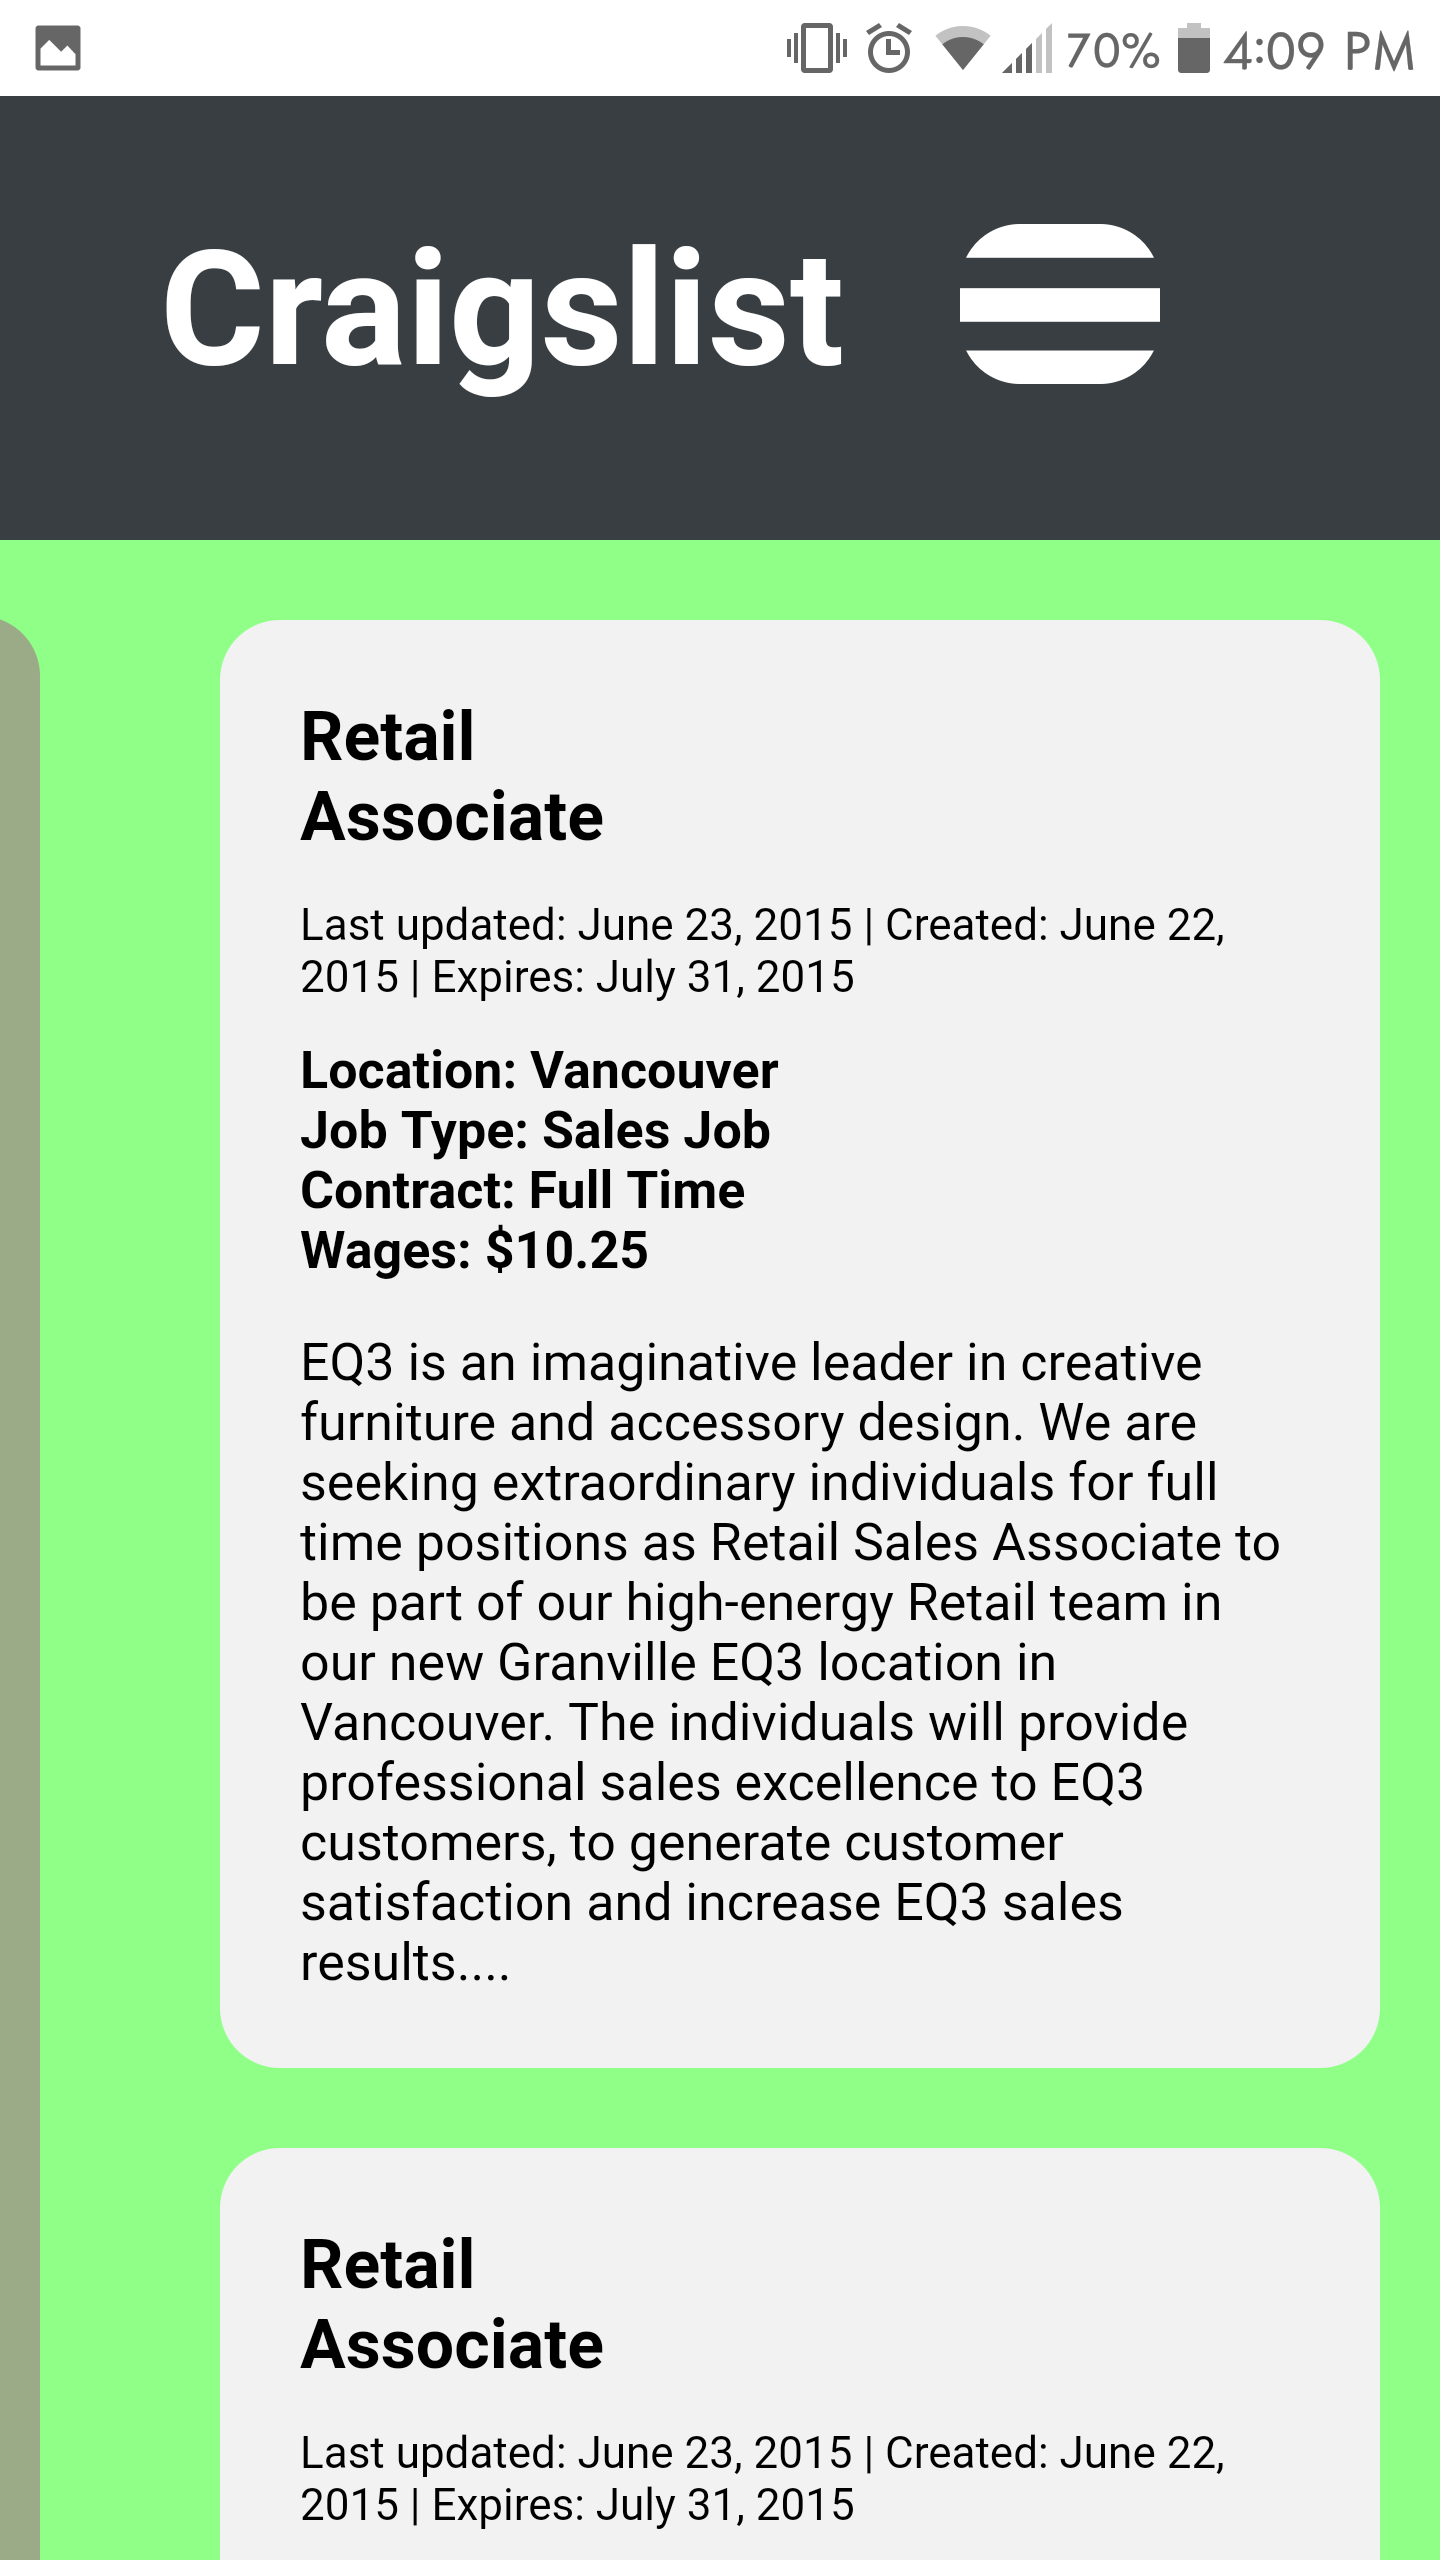 70% 4:09 PM
Craigslist
Retail
Associate
Last updated: June 23, 2015 | Created: June 22,
2015 | Expires: July 31, 2015
Location: Vancouver
Job Type: Sales Job
Contract: Full Time
Wages: $10.25
EQ3 is an imaginative leader in creative
furniture and accessory design. We are
seeking extraordinary individuals for full
time positions as Retail Sales Associate to
be part of our high-energy Retail team in
our new Granville EQ3 location in
Vancouver. The individuals will provide
professional sales excellence to EQ3
customers, to generate customer
satisfaction and increase EQ3 sales
results....
Retail
Associate
Last updated: June 23, 2015 | Created: June 22,
2015 | Expires: July 31, 2015